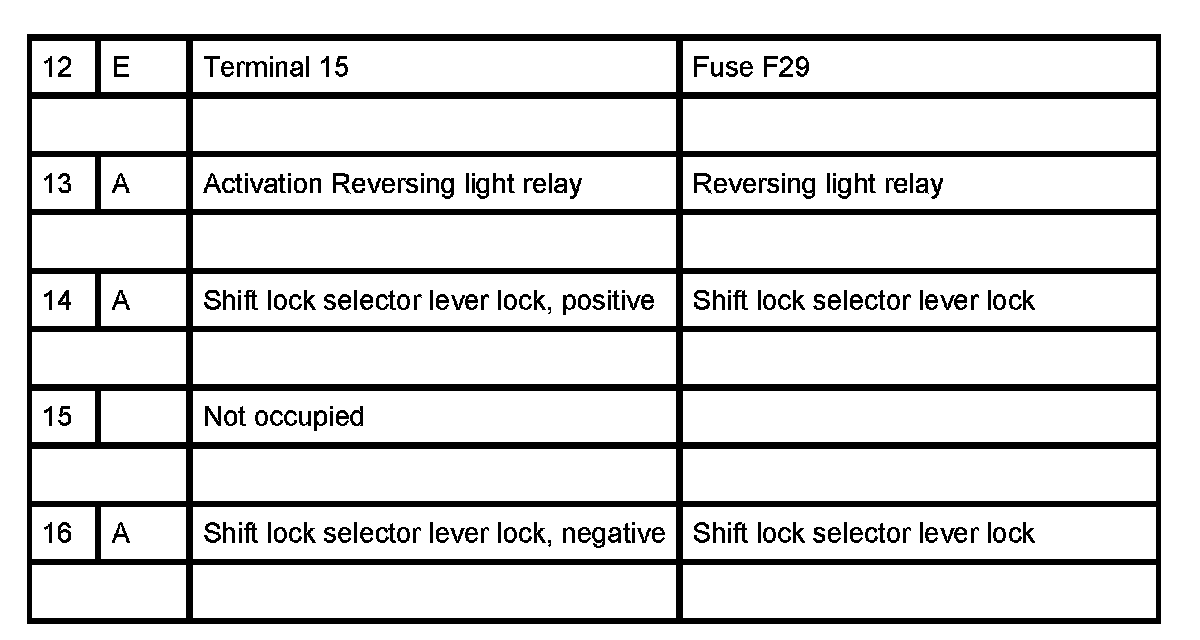 12 E Terminal 15 Fuse F29
13 A Activation Reversing light relay Reversing light relay
14 A Shift lock selector lever lock, positive Shift lock selector lever lock
15 Not occupied
16 A Shift lock selector lever lock, negative Shift lock selector lever lock